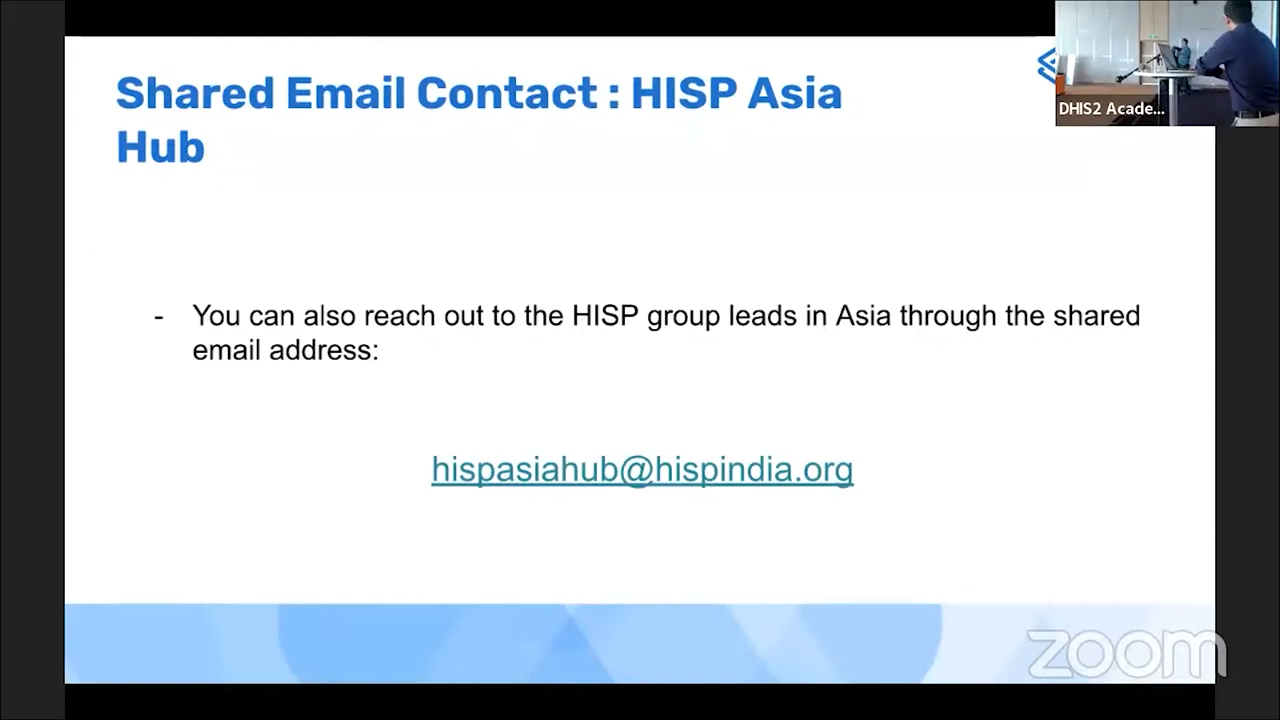 Shared Email Contact : HISP Asia
Hub
DHIS2 Acade...
- You can also reach out to the HISP group leads in Asia through the shared
email address:
hispasiahub@hispindia.org
zoom